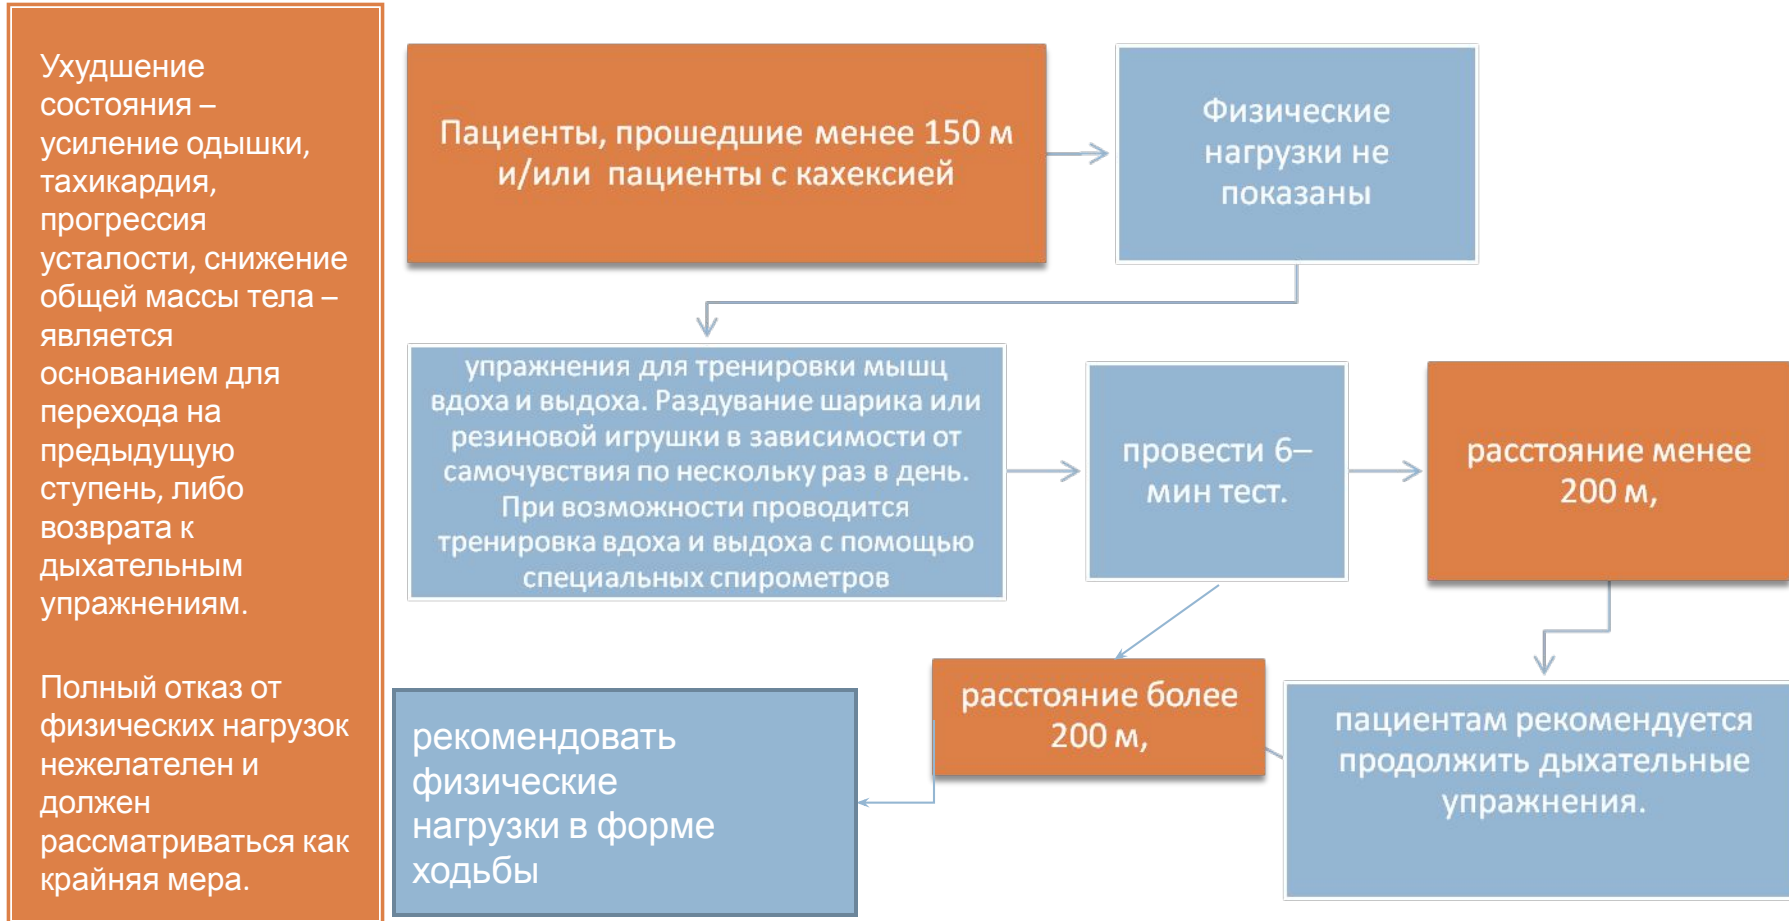 Ухудшение
состояния –
усиление одышки,
тахикардия,
прогрессия
усталости, снижение
общей массы тела –
является
основанием для
перехода на
предыдущую
ступень, либо
возврата к
дыхательным
упражнениям.
Полный отказ от
физических нагрузок
нежелателен и
должен
рассматриваться как
крайняя мера.
Пациенты, прошедшие менее 150 м
и/или пациенты с кахексией
Физические
нагрузки не
показаны
упражнения для тренировки мышц
вдоха и выдоха. Раздувание шарика или
резиновой игрушки в зависимости от
самочувствия по нескольку раз в день.
При возможности проводится
тренировка вдоха и выдоха с помощью
специальных спирометров
провести 6–
мин тест.
расстояние менее
200 м,
расстояние более
200 м,
пациентам рекомендуется
продолжить дыхательные
упражнения.
рекомендовать
физические
нагрузки в форме
ходьбы